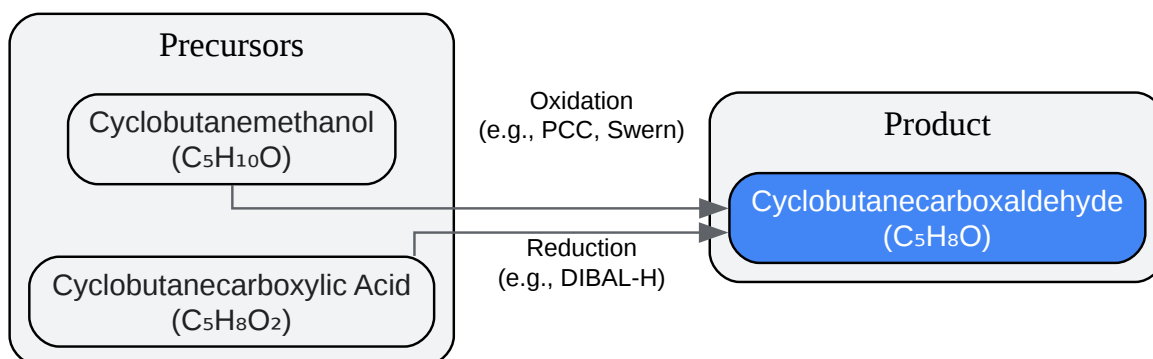 Precursors
Cyclobutanemethanol
(C₅H₁₀O)
Cyclobutanecarboxylic Acid
(C₅H₈O₂)
Oxidation
(e.g., PCC, Swern)
Reduction
(e.g., DIBAL-H)
Product
Cyclobutanecarboxaldehyde
(C₅H₈O)